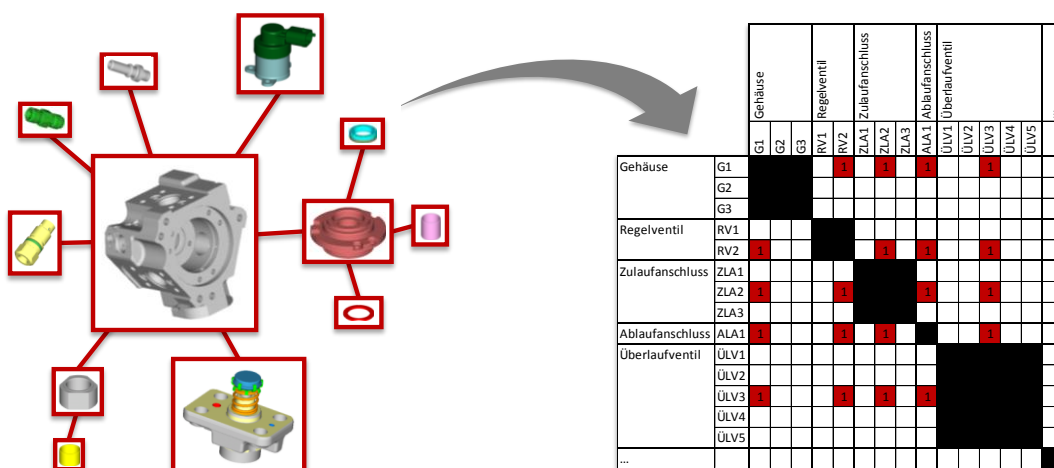 Gehäuse Regelventil Zulaufanschluss Ablaufanschluss Überlaufventil
G1 G2 G3 RV1 RV2 ZLA1 ZLA2 ZLA3 ALA1 ÜLV1 ÜLV2 ÜLV3 ÜLV4 ÜLV5
Gehäuse G1 1 1 1 1
G2
G3
Regelventil RV1
RV2 1 1 1 1
Zulaufanschluss ZLA1
ZLA2 1 1 1 1
ZLA3
Ablaufanschluss ALA1 1 1 1 1
Überlaufventil ÜLV1
ÜLV2
ÜLV3 1 1 1 1
ÜLV4
ÜLV5
...